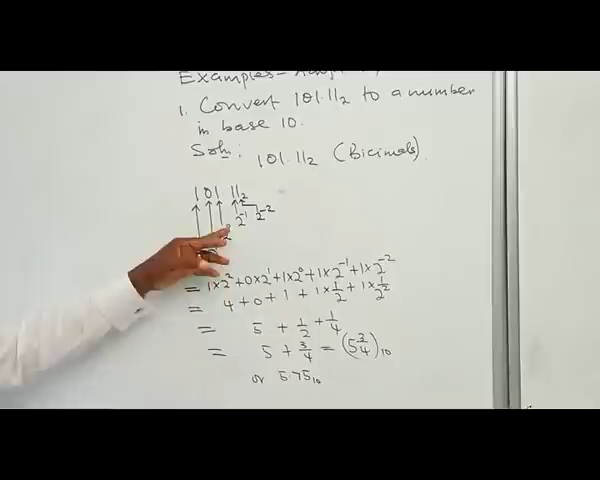 Examples-
1. Convert 101.11₂ to a number
in base 10.
Soln: 101.11₂ (Bicimals).
101 11₂
2⁻¹ 2⁻²
= 1×2² + 0×2¹ + 1×2⁰ + 1×2⁻¹ + 1×2⁻²
= 4 + 0 + 1 + 1×1/2 + 1×1/2²
= 5 + 1/2 + 1/4
= 5 + 3/4 = (5 3/4)₁₀
or 5.75₁₀